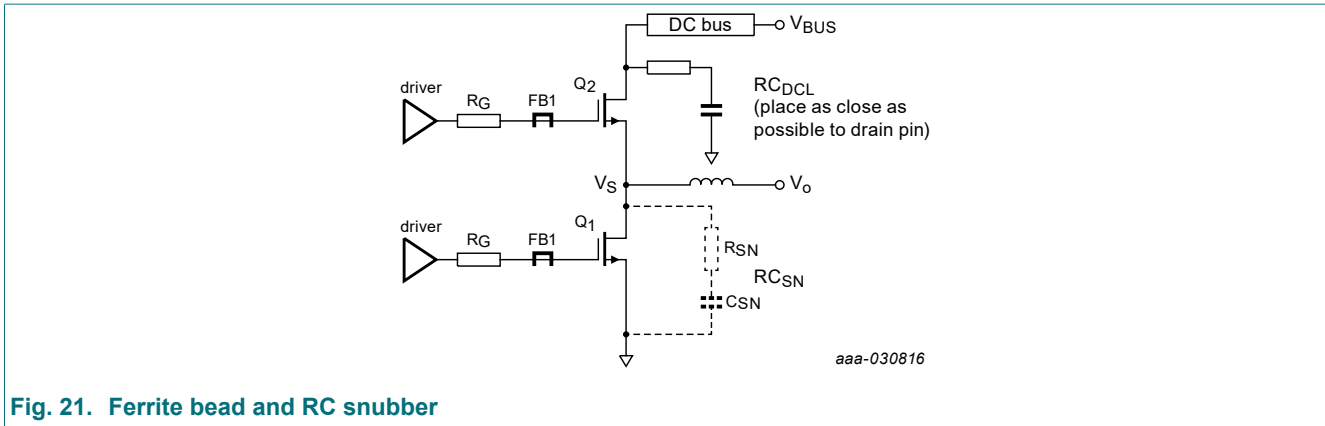 DC bus
VBUS
driver
RG
FB1
Q2
RCDCL
(place as close as
possible to drain pin)
VS
Vo
driver
RG
FB1
Q1
RSN
RCSN
CSN
aaa-030816
Fig. 21. Ferrite bead and RC snubber